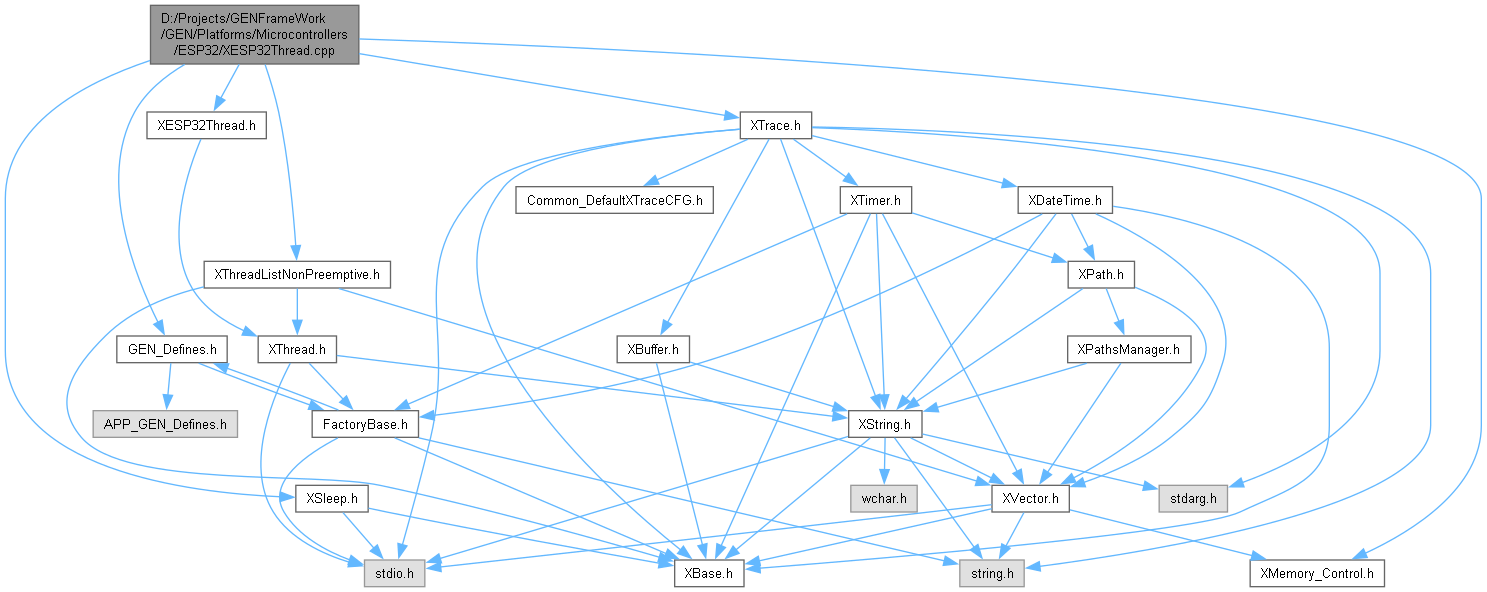 D:/Projects/GENFrameWork
/GEN/Platforms/Microcontrollers
/ESP32/XESP32Thread.cpp
XESP32Thread.h
XTrace.h
Common_DefaultXTraceCFG.h
XTimer.h
XDateTime.h
XThreadListNonPreemptive.h
XPath.h
GEN_Defines.h
XThread.h
XBuffer.h
XPathsManager.h
APP_GEN_Defines.h
FactoryBase.h
XString.h
XSleep.h
wchar.h
XVector.h
stdarg.h
stdio.h
XBase.h
string.h
XMemory_Control.h